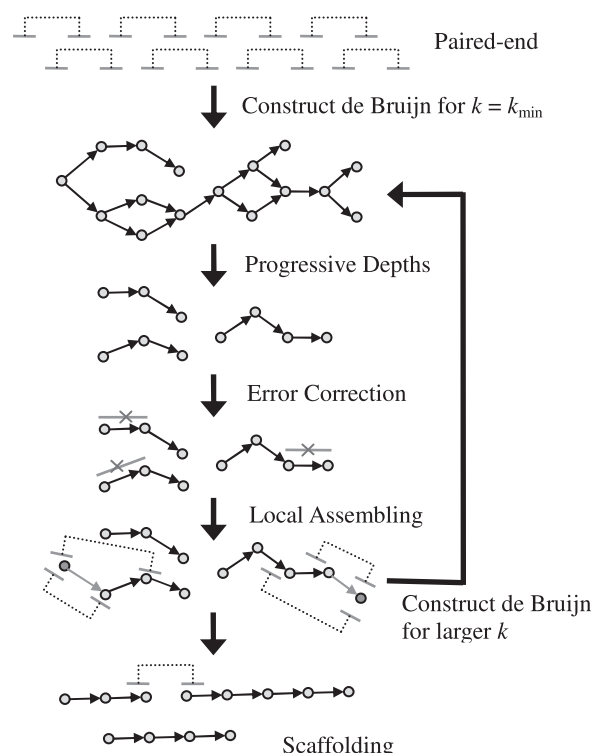 Paired-end
Construct de Bruijn for k = kmin
Progressive Depths
Error Correction
Local Assembling
Construct de Bruijn
for larger k
Scaffolding